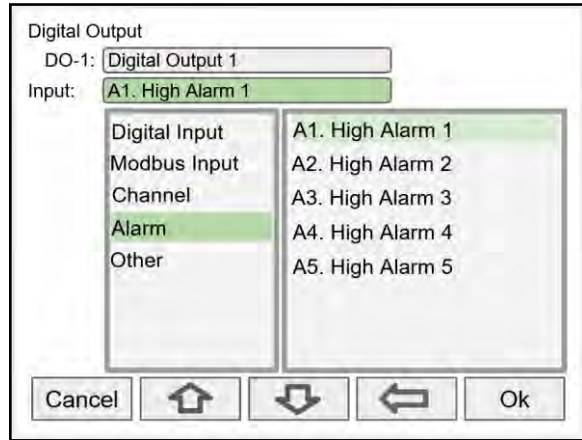 Digital Output
DO-1: Digital Output 1
Input: A1. High Alarm 1
Digital Input
Modbus Input
Channel
Alarm
Other
A1. High Alarm 1
A2. High Alarm 2
A3. High Alarm 3
A4. High Alarm 4
A5. High Alarm 5
Cancel
Ok